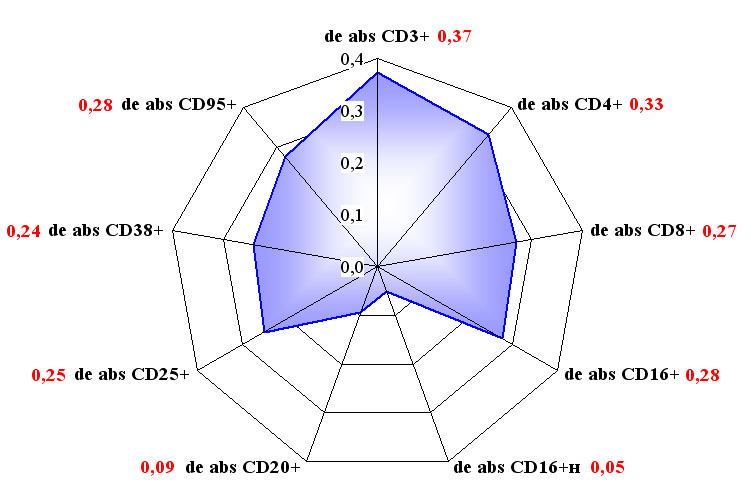 de abs CD3+ 0,37
0,4
0,28 de abs CD95+
de abs CD4+ 0,33
0,3
0,2
0,1
0,24 de abs CD38+
de abs CD8+ 0,27
0,0
0,25 de abs CD25+
de abs CD16+ 0,28
0,09 de abs CD20+
de abs CD16+н 0,05